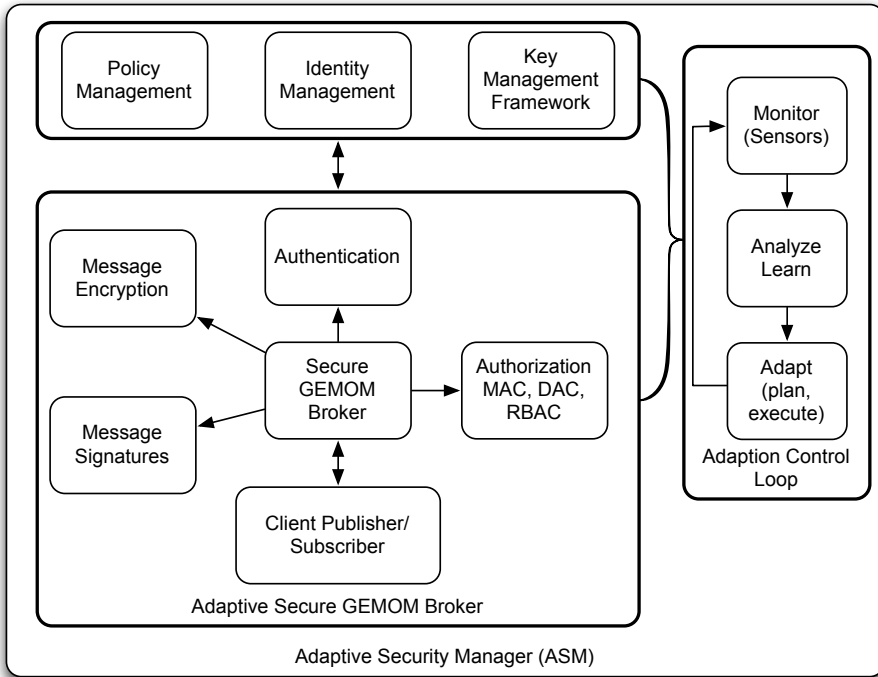 Policy
Management
Identity
Management
Key
Management
Framework
Monitor
(Sensors)
Analyze
Learn
Adapt
(plan,
execute)
Adaption Control
Loop
Message
Encryption
Authentication
Secure
GEMOM
Broker
Authorization
MAC, DAC,
RBAC
Message
Signatures
Client Publisher/
Subscriber
Adaptive Secure GEMOM Broker
Adaptive Security Manager (ASM)